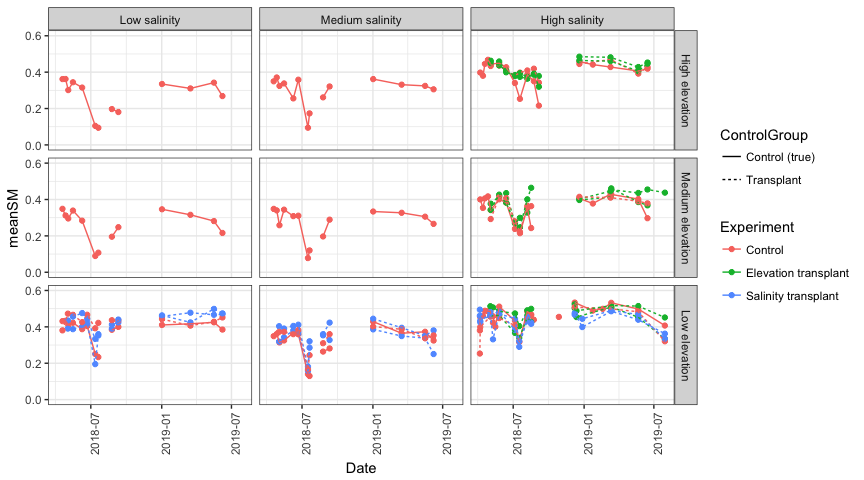 Low salinity
Medium salinity
High salinity
0.6
0.4
0.2
0.0
High elevation
0.6
0.4
0.2
0.0
Medium elevation
0.6
0.4
0.2
0.0
Low elevation
meanSM
2018-07
2019-01
2019-07
2018-07
2019-01
2019-07
2018-07
2019-01
2019-07
Date
ControlGroup
Control (true)
Transplant
Experiment
Control
Elevation transplant
Salinity transplant